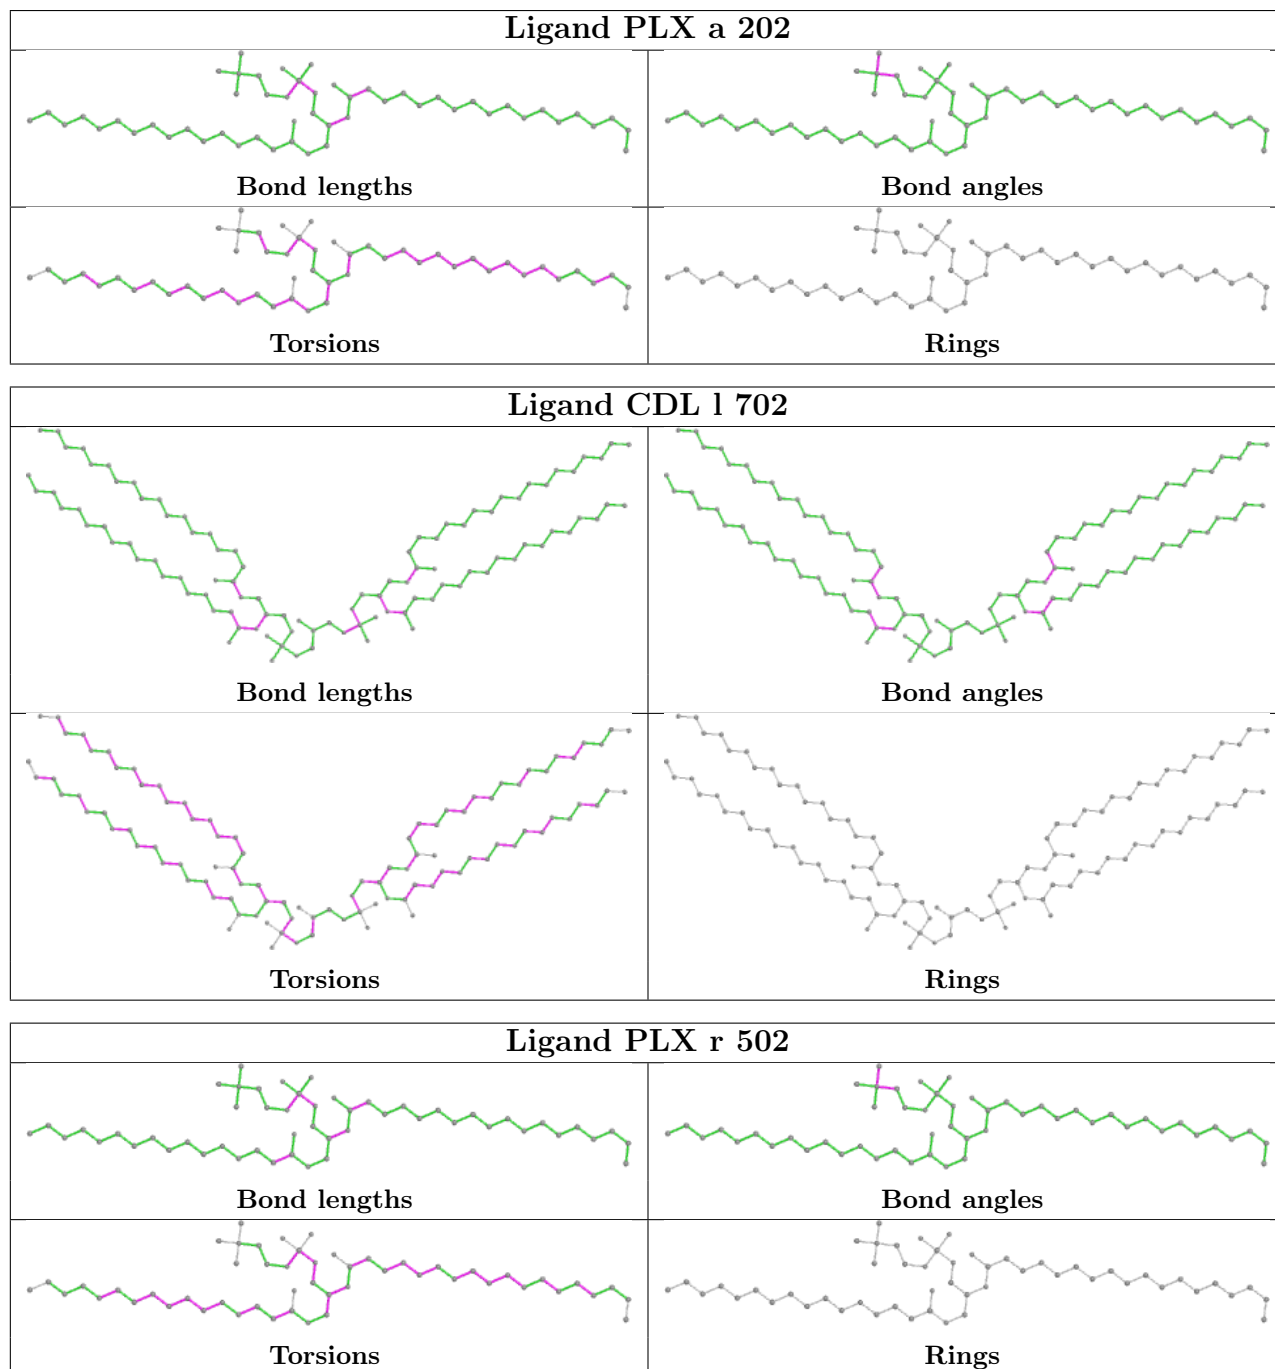 Ligand PLX a 202
Bond lengths
Bond angles
Torsions
Rings
Ligand CDL l 702
Bond lengths
Bond angles
Torsions
Rings
Ligand PLX r 502
Bond lengths
Bond angles
Torsions
Rings